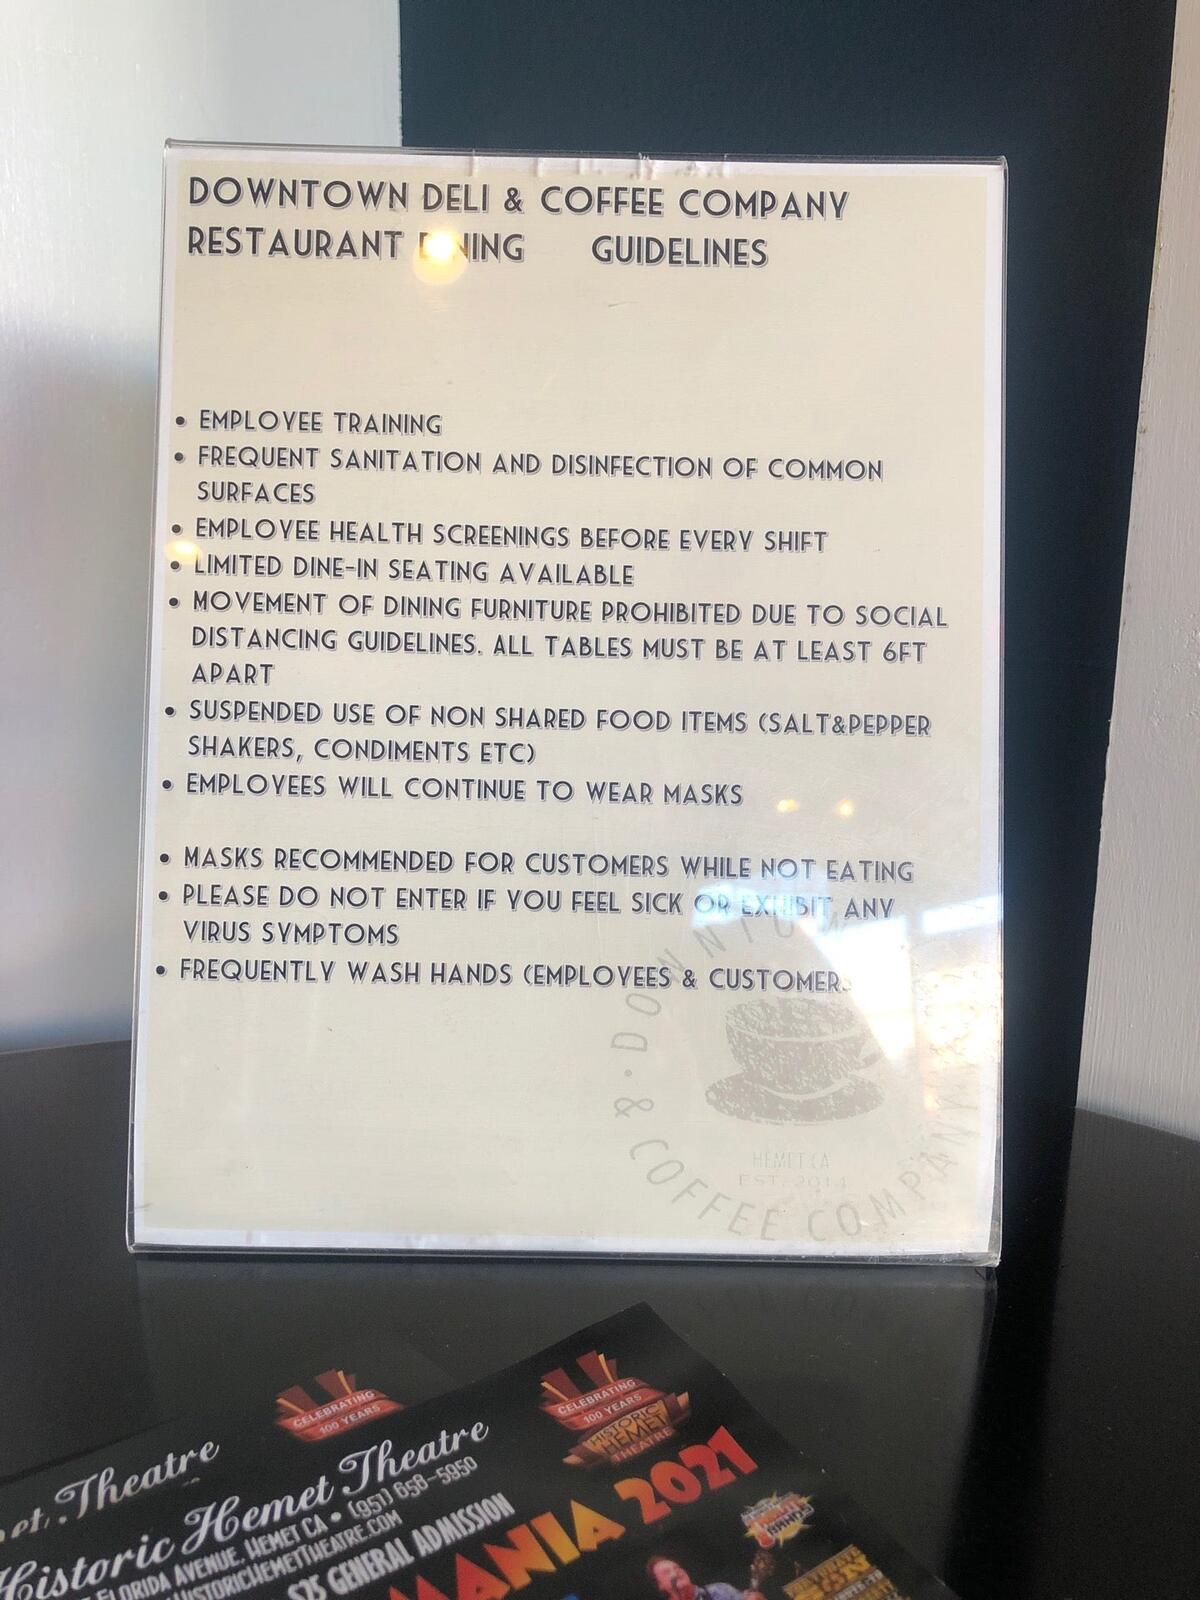 DOWNTOWN DELI & COFFEE COMPANY
RESTAURANT DINING GUIDELINES
• EMPLOYEE TRAINING
• FREQUENT SANITATION AND DISINFECTION OF COMMON
SURFACES
• EMPLOYEE HEALTH SCREENINGS BEFORE EVERY SHIFT
• LIMITED DINE-IN SEATING AVAILABLE
• MOVEMENT OF DINING FURNITURE PROHIBITED DUE TO SOCIAL
DISTANCING GUIDELINES. ALL TABLES MUST BE AT LEAST 6FT
APART
• SUSPENDED USE OF NON SHARED FOOD ITEMS (SALT&PEPPER
SHAKERS, CONDIMENTS ETC)
• EMPLOYEES WILL CONTINUE TO WEAR MASKS
• MASKS RECOMMENDED FOR CUSTOMERS WHILE NOT EATING
• PLEASE DO NOT ENTER IF YOU FEEL SICK OR EXHIBIT ANY
VIRUS SYMPTOMS
• FREQUENTLY WASH HANDS (EMPLOYEES & CUSTOMERS
DOWNTOWN
D. & COFFEE COMPANY
HEMET CA
EST. 2014
CELEBRATING
100 YEARS
CELEBRATING
100 YEARS
HISTORIC
HEMET
THEATRE
Theatre
Historic Hemet Theatre
FLORIDA AVENUE, HEMET CA • (951) 658-5950
HISTORICHEMETTHEATRE.COM
$25 GENERAL ADMISSION
MANIA 2021